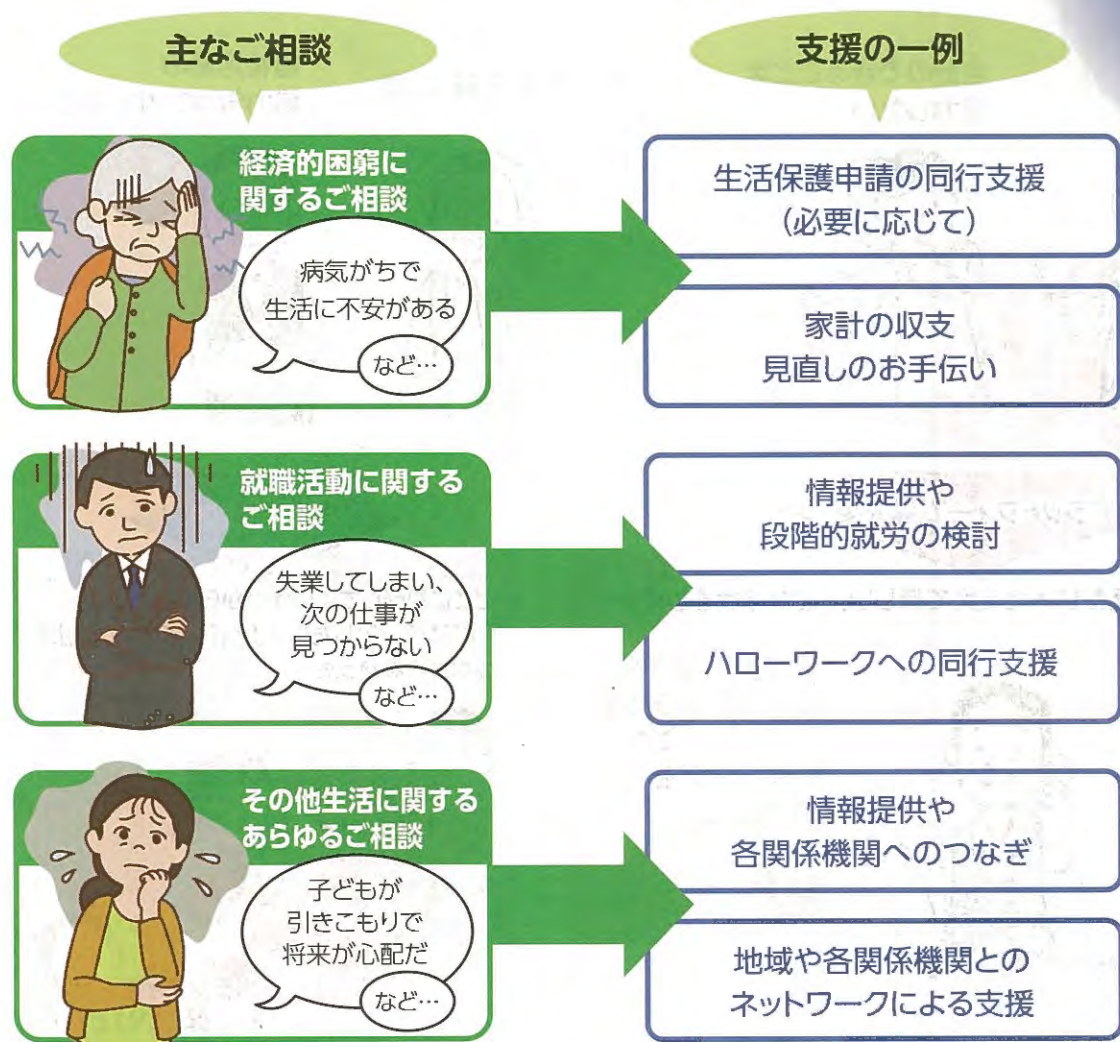 主なご相談
支援の一例
経済的困窮に
関するご相談
病気がちで
生活に不安がある
など…
生活保護申請の同行支援
(必要に応じて)
家計の収支
見直しのお手伝い
就職活動に関する
ご相談
失業してしまい、
次の仕事が
見つからない
など…
情報提供や
段階的就労の検討
ハローワークへの同行支援
その他生活に関する
あらゆるご相談
子どもが
引きこもりで
将来が心配だ
など…
情報提供や
各関係機関へのつなぎ
地域や各関係機関との
ネットワークによる支援